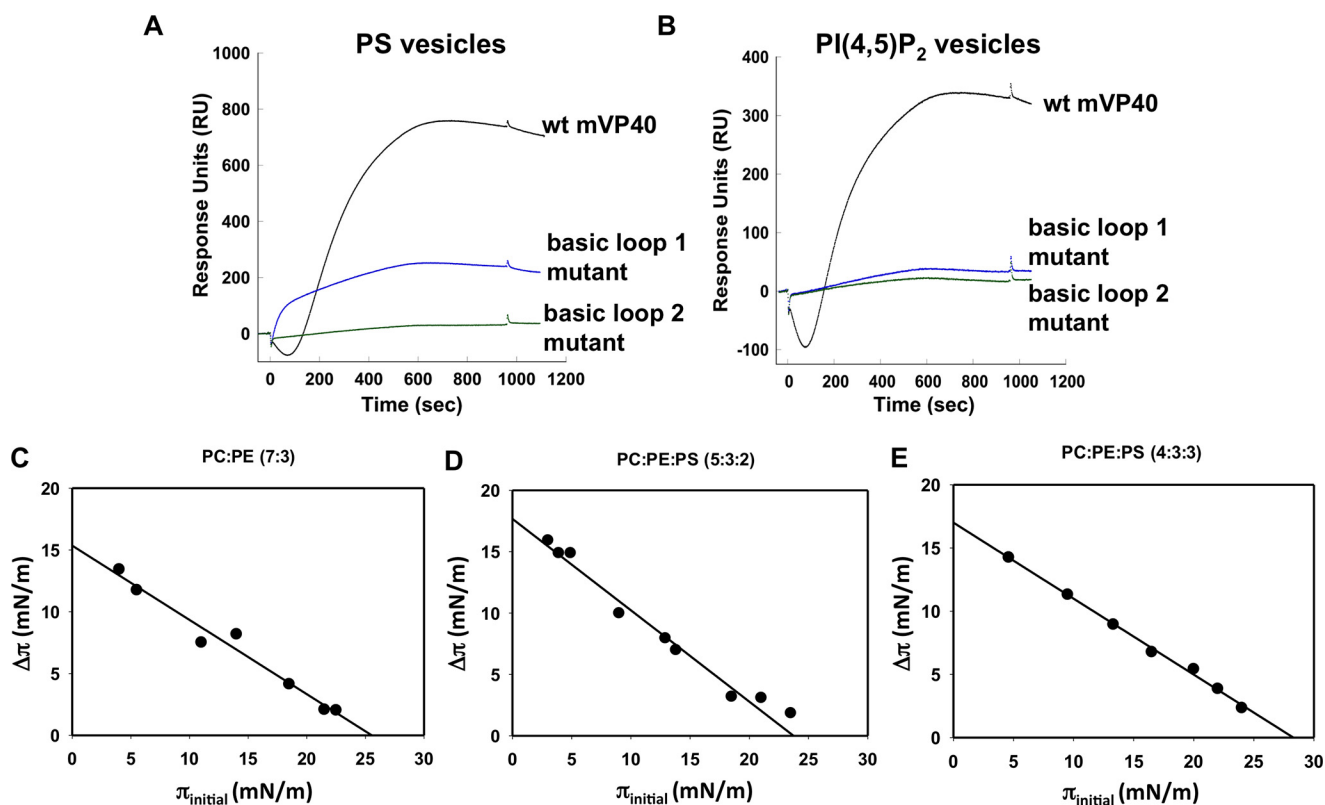 A
PS vesicles
1000
800
600
400
200
0
Response Units (RU)
wt mVP40
basic loop 1
mutant
basic loop 2
mutant
0 200 400 600 800 1000 1200
Time (sec)
B
PI(4,5)P₂ vesicles
400
300
200
100
0
-100
Response Units (RU)
wt mVP40
basic loop 1
mutant
basic loop 2
mutant
0 200 400 600 800 1000 1200
Time (sec)
C
PC:PE (7:3)
20
15
10
5
0
Δπ (mN/m)
0 5 10 15 20 25 30
πinitial (mN/m)
D
PC:PE:PS (5:3:2)
20
15
10
5
0
Δπ (mN/m)
0 5 10 15 20 25 30
πinitial (mN/m)
E
PC:PE:PS (4:3:3)
20
15
10
5
0
Δπ (mN/m)
0 5 10 15 20 25 30
πinitial (mN/m)